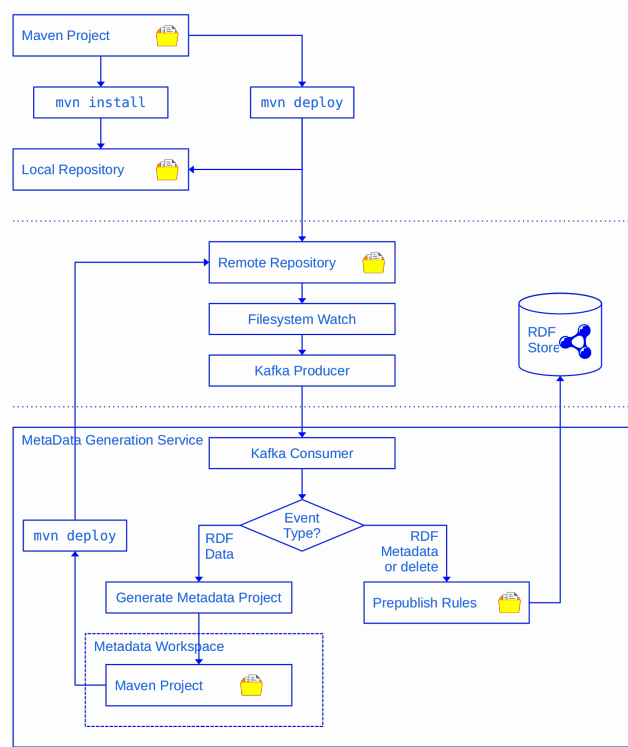 Maven Project
mvn install
mvn deploy
Local Repository
Remote Repository
Filesystem Watch
RDF
Store
Kafka Producer
MetaData Generation Service
Kafka Consumer
Event
Type?
mvn deploy
RDF
Data
RDF
Metadata
or delete
Generate Metadata Project
Prepublish Rules
Metadata Workspace
Maven Project